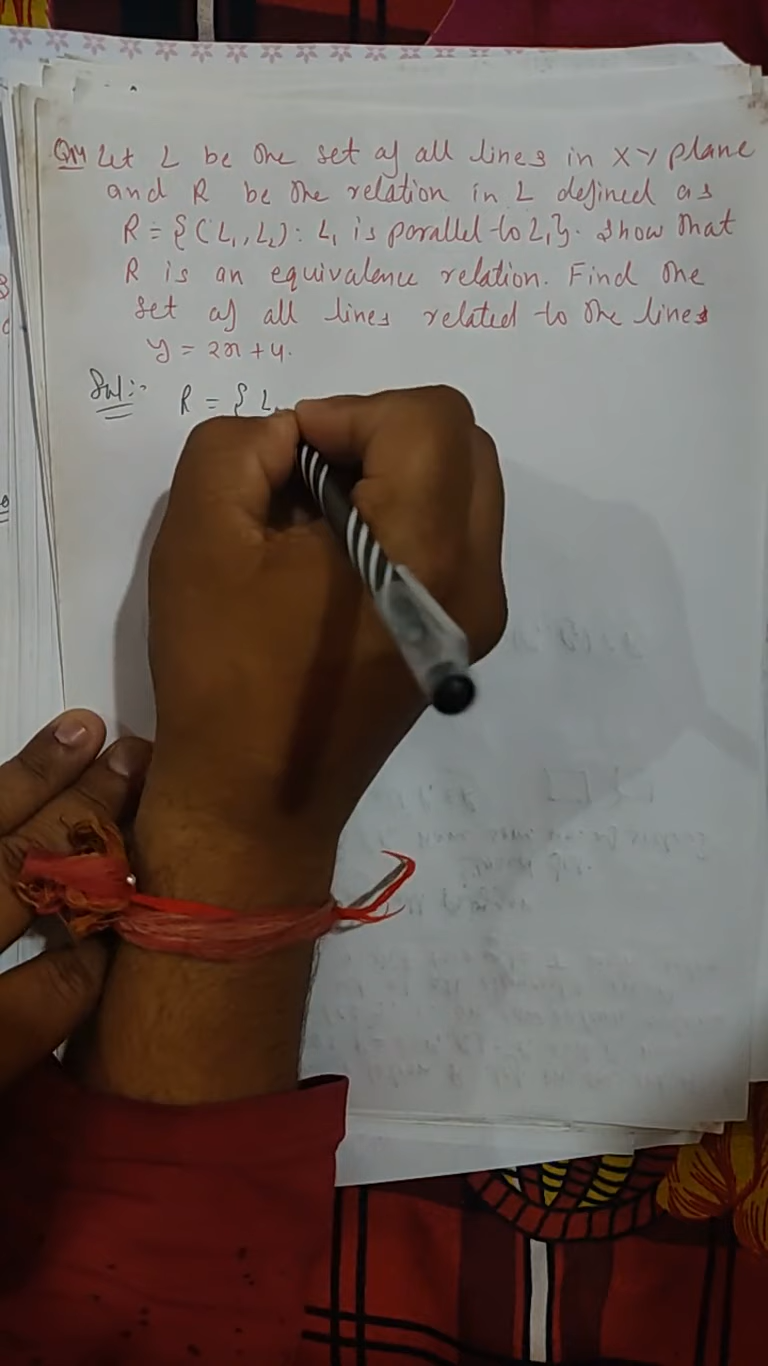 Q14 Let L be the set of all lines in XY plane
and R be the relation in L defined as
R = {(L₁, L₂): L₁ is parallel to L₂}. Show that
R is an equivalence relation. Find the
set of all lines related to the lines
y = 2x + 4.
Sol:- R = { L